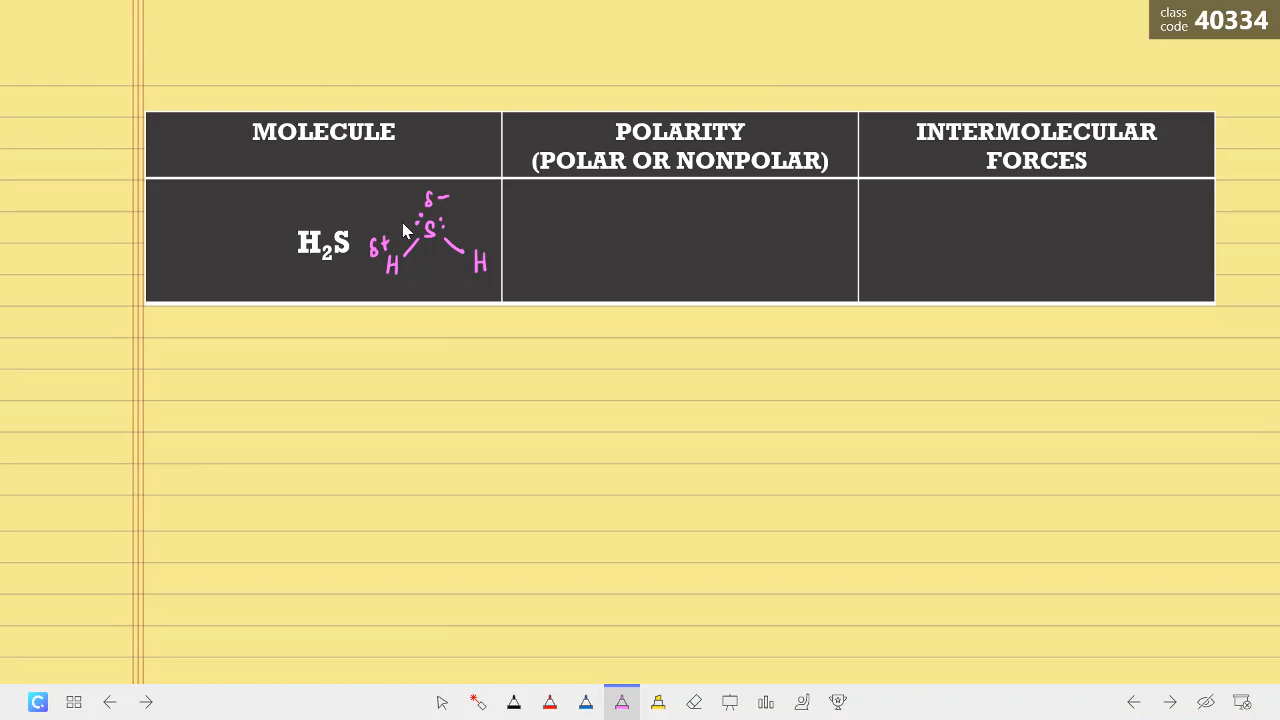 class
code 40334
MOLECULE
POLARITY
(POLAR OR NONPOLAR)
INTERMOLECULAR
FORCES
H₂S
δ−
δ+
:S:
H
H